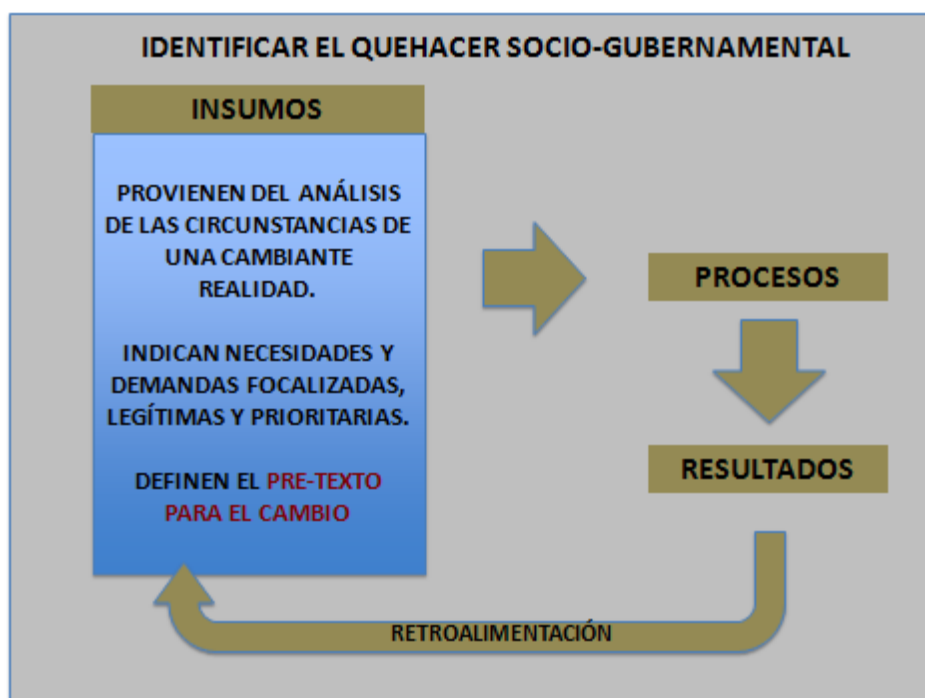 IDENTIFICAR EL QUEHACER SOCIO-GUBERNAMENTAL
INSUMOS
PROVIENEN DEL ANÁLISIS
DE LAS CIRCUNSTANCIAS DE
UNA CAMBIANTE
REALIDAD.
INDICAN NECESIDADES Y
DEMANDAS FOCALIZADAS,
LEGÍTIMAS Y PRIORITARIAS.
DEFINEN EL PRE-TEXTO
PARA EL CAMBIO
PROCESOS
RESULTADOS
RETROALIMENTACIÓN